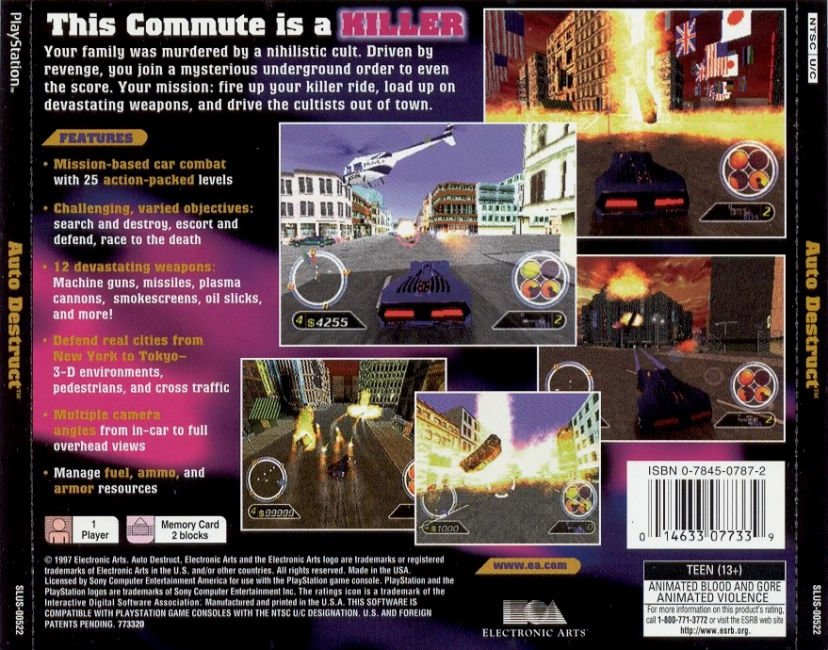 PlayStation™
This Commute is a KILLER
Your family was murdered by a nihilistic cult. Driven by
revenge, you join a mysterious underground order to even
the score. Your mission: fire up your killer ride, load up on
devastating weapons, and drive the cultists out of town.
FEATURES
• Mission-based car combat
with 25 action-packed levels
• Challenging, varied objectives:
search and destroy, escort and
defend, race to the death
• 12 devastating weapons:
Machine guns, missiles, plasma
cannons, smokescreens, oil slicks,
and more!
• Defend real cities from
New York to Tokyo–
3-D environments,
pedestrians, and cross traffic
• Multiple camera
angles from in-car to full
overhead views
• Manage fuel, ammo, and
armor resources
4 $4255
2
2
2
4 $99999
4 $1000
0
1
Player
Memory Card
2 blocks
© 1997 Electronic Arts. Auto Destruct, Electronic Arts and the Electronic Arts logo are trademarks or registered
trademarks of Electronic Arts in the U.S. and/or other countries. All rights reserved. Made in the USA.
Licensed by Sony Computer Entertainment America for use with the PlayStation game console. PlayStation and the
PlayStation logos are trademarks of Sony Computer Entertainment Inc. The ratings icon is a trademark of the
Interactive Digital Software Association: Manufactured and printed in the U.S.A. THIS SOFTWARE IS
COMPATIBLE WITH PLAYSTATION GAME CONSOLES WITH THE NTSC U/C DESIGNATION. U.S. AND FOREIGN
PATENTS PENDING. 773320
www.ea.com
EA
ELECTRONIC ARTS
ISBN 0-7845-0787-2
0 14633 07733 9
TEEN (13+)
ANIMATED BLOOD AND GORE
ANIMATED VIOLENCE
For more information on this product's rating,
call 1-800-771-3772 or visit the ESRB web site
http://www.esrb.org.
Auto Destruct™
SLUS-00522
NTSC U/C
Auto Destruct™
SLUS-00522